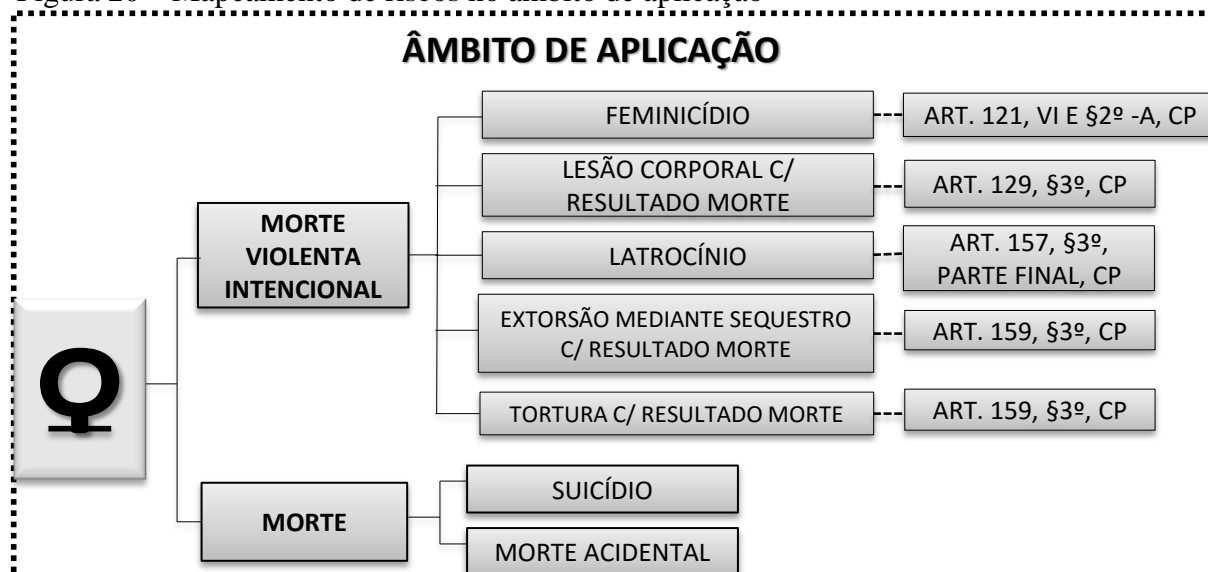 ÂMBITO DE APLICAÇÃO
FEMINICÍDIO
ART. 121, VI E §2º -A, CP
LESÃO CORPORAL C/
RESULTADO MORTE
ART. 129, §3º, CP
MORTE
VIOLENTA
INTENCIONAL
LATROCÍNIO
ART. 157, §3º,
PARTE FINAL, CP
EXTORSÃO MEDIANTE SEQUESTRO
C/ RESULTADO MORTE
ART. 159, §3º, CP
TORTURA C/ RESULTADO MORTE
ART. 159, §3º, CP
MORTE
SUICÍDIO
MORTE ACIDENTAL